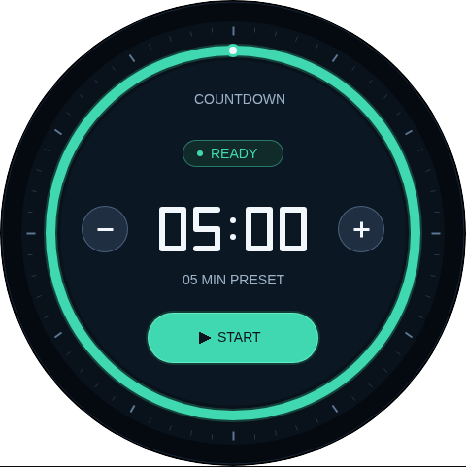 COUNTDOWN
READY
− 05:00 +
05 MIN PRESET
▶ START